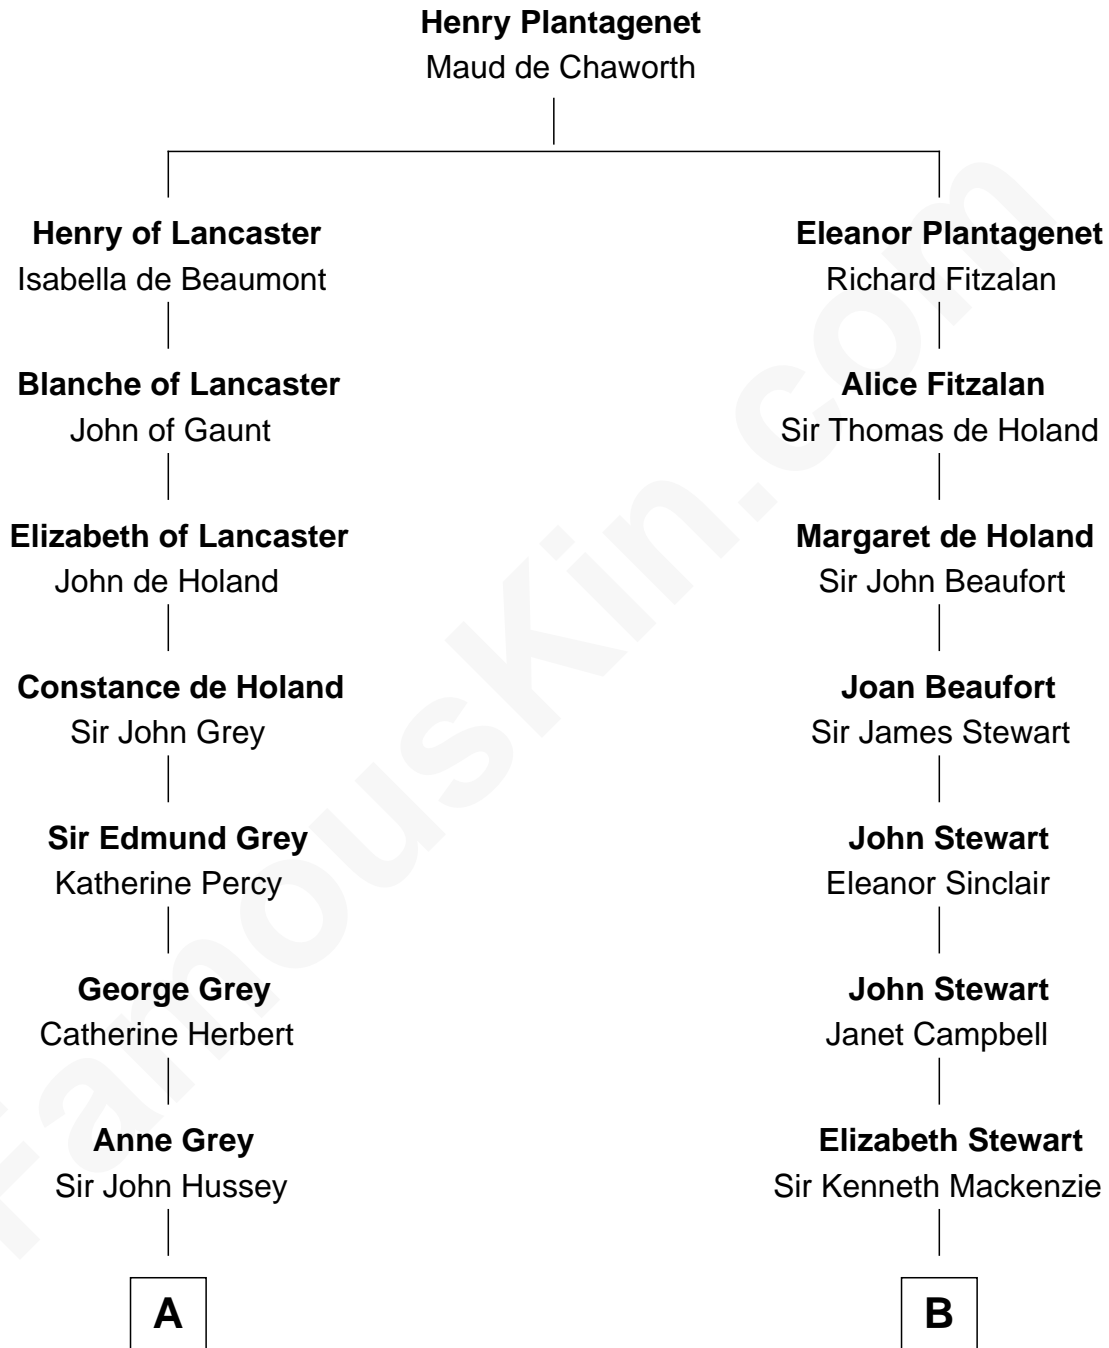 Henry Plantagenet
Maud de Chaworth
Henry of Lancaster
Isabella de Beaumont
Eleanor Plantagenet
Richard Fitzalan
Blanche of Lancaster
John of Gaunt
Alice Fitzalan
Sir Thomas de Holand
Elizabeth of Lancaster
John de Holand
Margaret de Holand
Sir John Beaufort
Constance de Holand
Sir John Grey
Joan Beaufort
Sir James Stewart
Sir Edmund Grey
Katherine Percy
John Stewart
Eleanor Sinclair
George Grey
Catherine Herbert
John Stewart
Janet Campbell
Anne Grey
Sir John Hussey
Elizabeth Stewart
Sir Kenneth Mackenzie
A
B
FamousKin.com